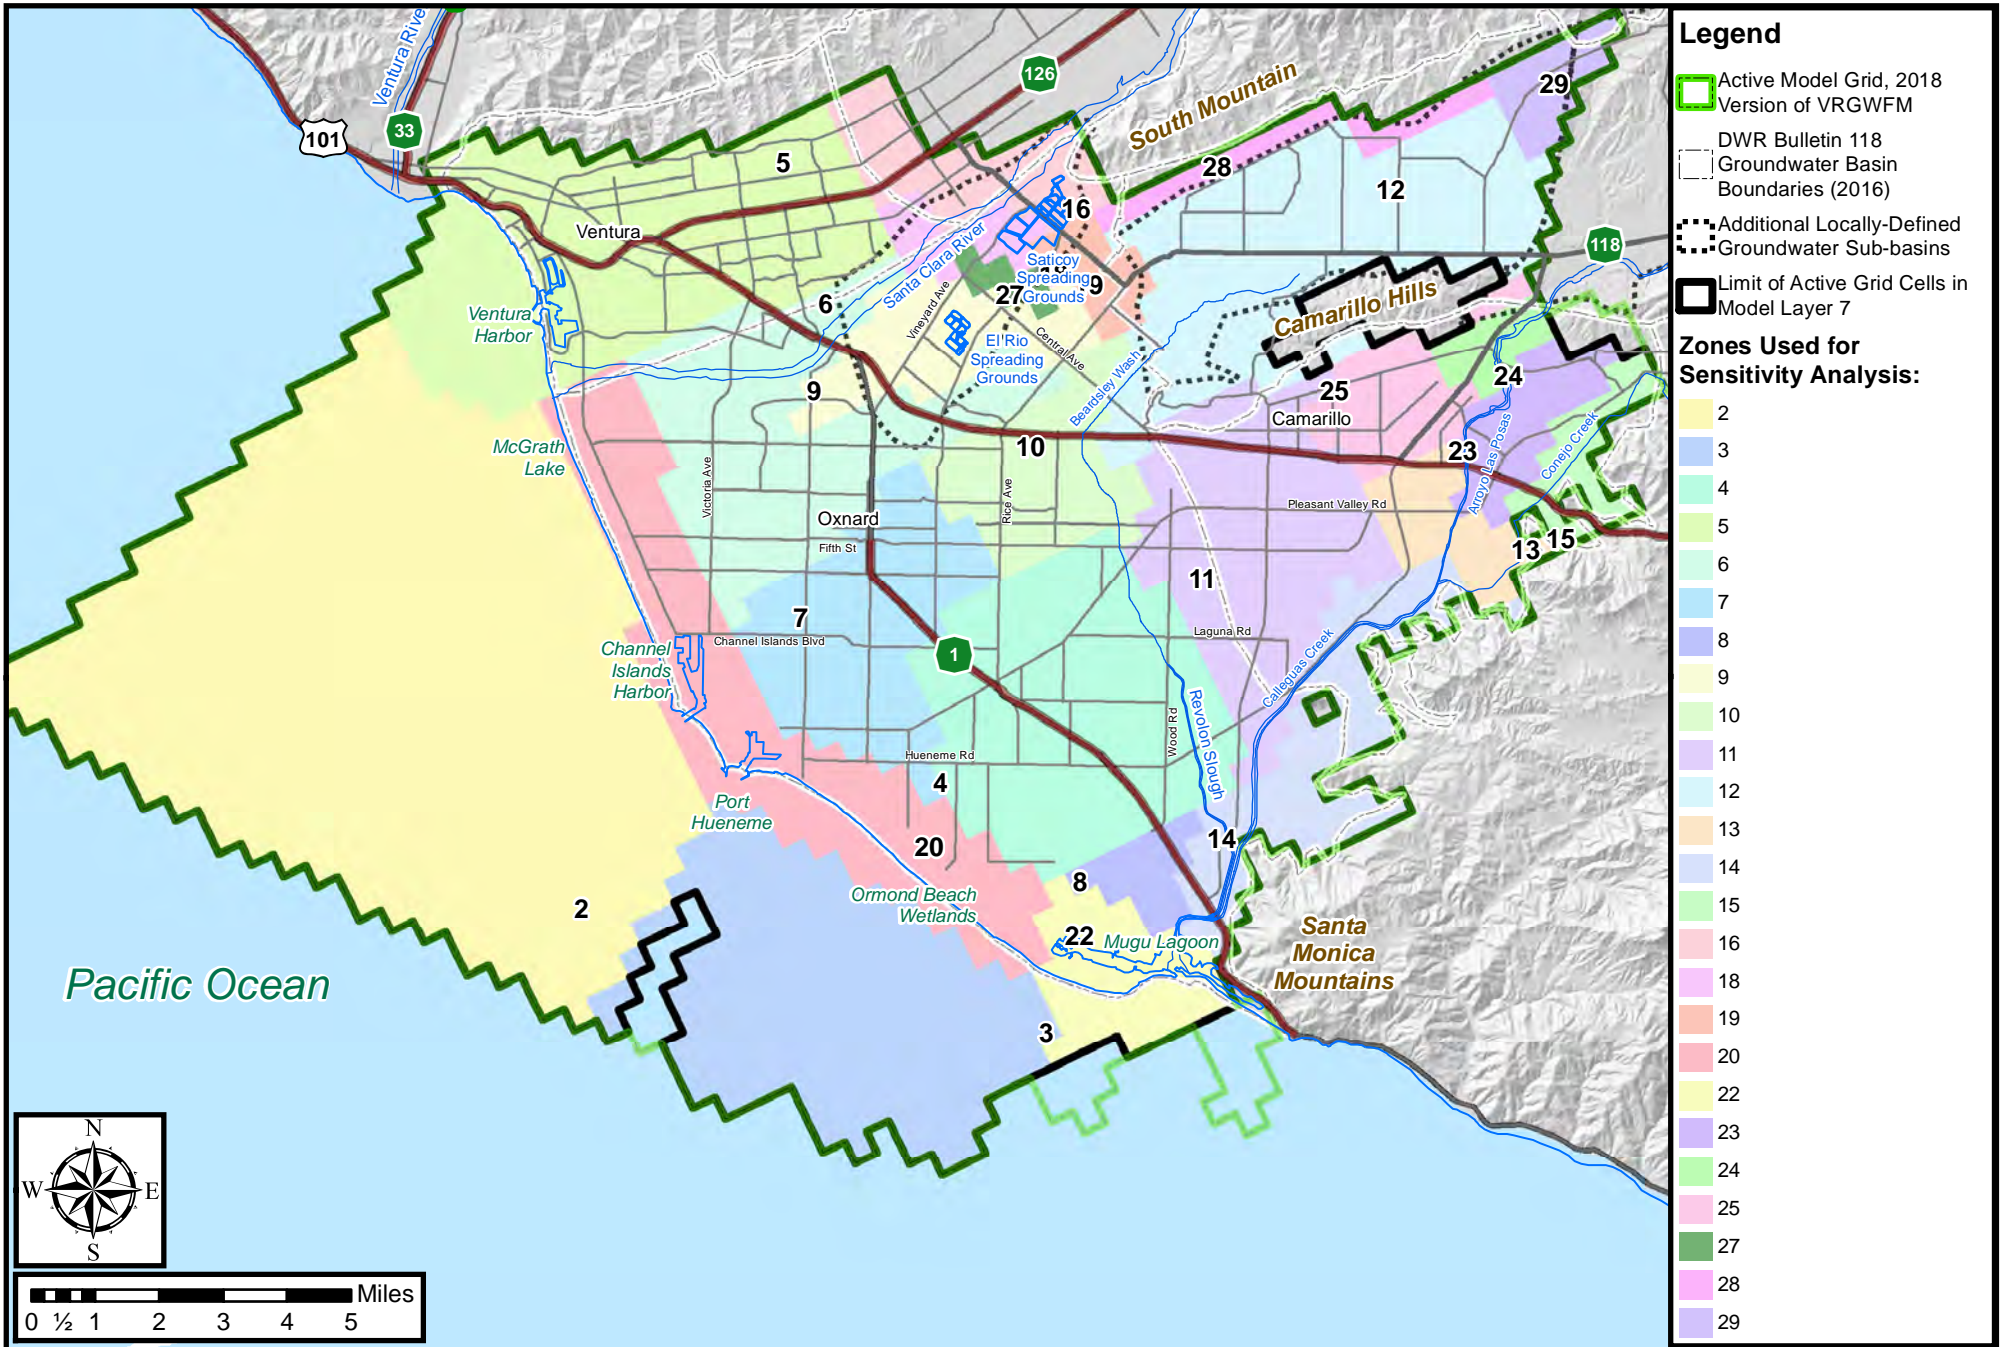 Ventura River
126
South Mountain
29
33
101
5
28
12
16
Ventura
Santa Clara River
118
Saticoy
Spreading
Grounds
18
19
27
Camarillo Hills
6
Vineyard Ave
Ventura
Harbor
El Rio
Spreading
Grounds
Central Ave
Beardsley Wash
9
25
24
Camarillo
10
McGrath
Lake
23
Arroyo Las Posas
Conejo Creek
Victoria Ave
Rice Ave
Pleasant Valley Rd
Oxnard
Fifth St
13
15
11
7
Channel Islands Blvd
Laguna Rd
Channel
Islands
Harbor
1
Calleguas Creek
Revolon Slough
Wood Rd
Hueneme Rd
4
Port
Hueneme
14
20
8
Ormond Beach
Wetlands
2
22
Mugu Lagoon
Santa
Monica
Mountains
Pacific Ocean
3
N
W
E
S
Miles
0 ½ 1 2 3 4 5
Legend
Active Model Grid, 2018
Version of VRGWFM
DWR Bulletin 118
Groundwater Basin
Boundaries (2016)
Additional Locally-Defined
Groundwater Sub-basins
Limit of Active Grid Cells in
Model Layer 7
Zones Used for
Sensitivity Analysis:
2
3
4
5
6
7
8
9
10
11
12
13
14
15
16
18
19
20
22
23
24
25
27
28
29